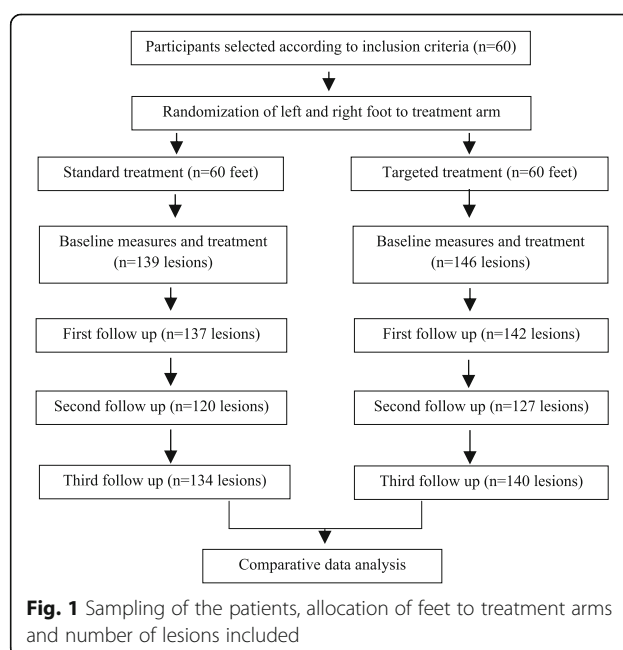 Participants selected according to inclusion criteria (n=60)
Randomization of left and right foot to treatment arm
Standard treatment (n=60 feet)
Targeted treatment (n=60 feet)
Baseline measures and treatment
(n=139 lesions)
Baseline measures and treatment
(n=146 lesions)
First follow up (n=137 lesions)
First follow up (n=142 lesions)
Second follow up (n=120 lesions)
Second follow up (n=127 lesions)
Third follow up (n=134 lesions)
Third follow up (n=140 lesions)
Comparative data analysis
Fig. 1 Sampling of the patients, allocation of feet to treatment arms
and number of lesions included